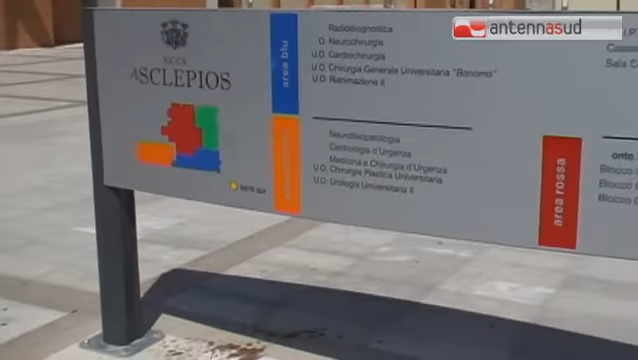 antennasud
ASCLEPIOS
area blu
Radiodiagnostica
U.O. Neurochirurgia
U.O. Cardiochirurgia
U.O. Chirurgia Generale Universitaria "Bonomo"
U.O. Rianimazione II
Neurofisiopatologia
Cardiologia d'Urgenza
Medicina e Chirurgia d'Urgenza
U.O. Chirurgia Plastica Universitaria
U.O. Urologia Universitaria II
area rossa
Sala
Blocco
Blocco
Blocco